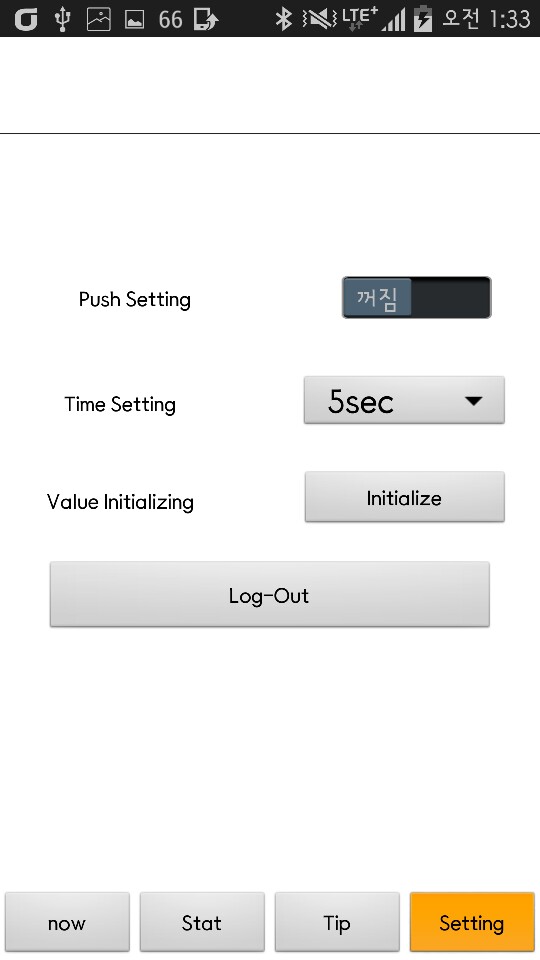 66 LTE+ 오전 1:33
Push Setting 꺼짐
Time Setting 5sec
Value Initializing Initialize
Log-Out
now Stat Tip Setting